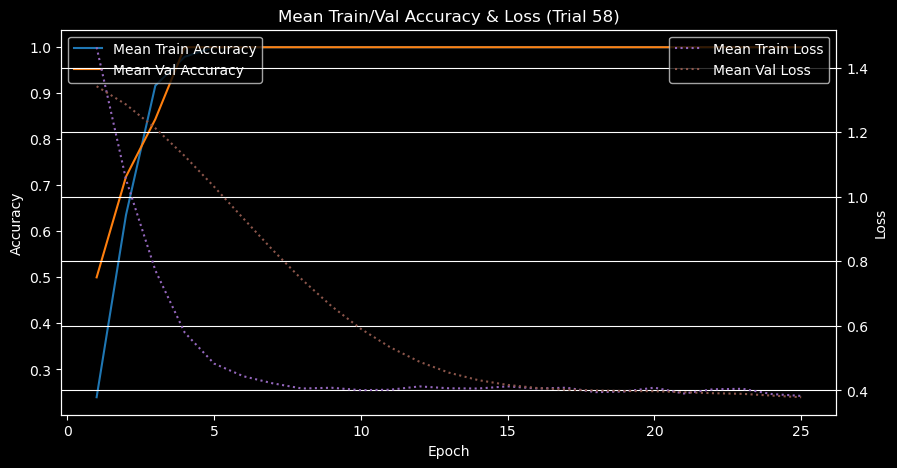 Mean Train/Val Accuracy & Loss (Trial 58)
Mean Train Accuracy
Mean Val Accuracy
Mean Train Loss
Mean Val Loss
1.0
0.9
0.8
0.7
0.6
0.5
0.4
0.3
Accuracy
1.4
1.2
1.0
0.8
0.6
0.4
Loss
0
5
10
15
20
25
Epoch